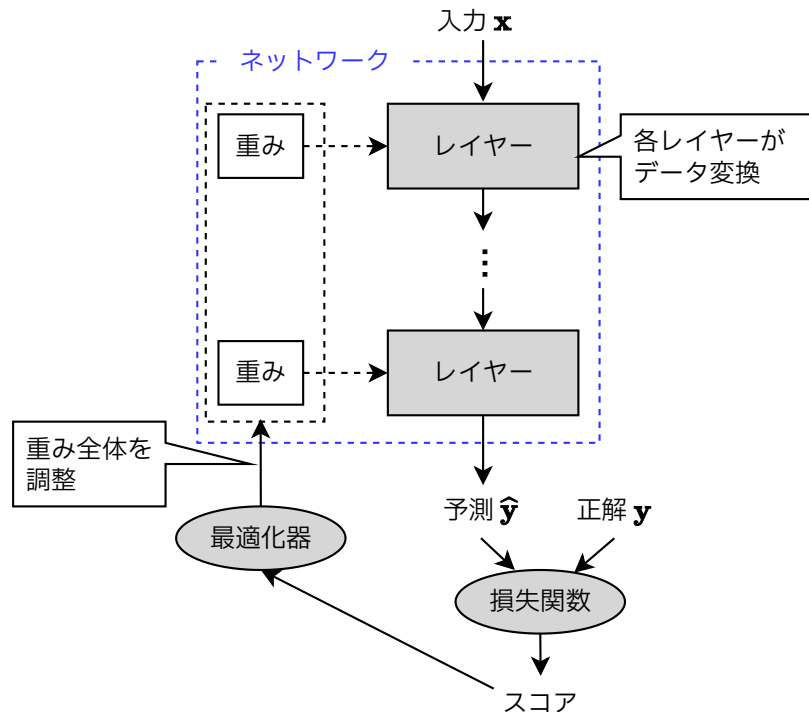 入力 x
ネットワーク
重み
レイヤー
各レイヤーが
データ変換
⋮
重み
レイヤー
重み全体を
調整
予測 ŷ
正解 y
最適化器
損失関数
スコア